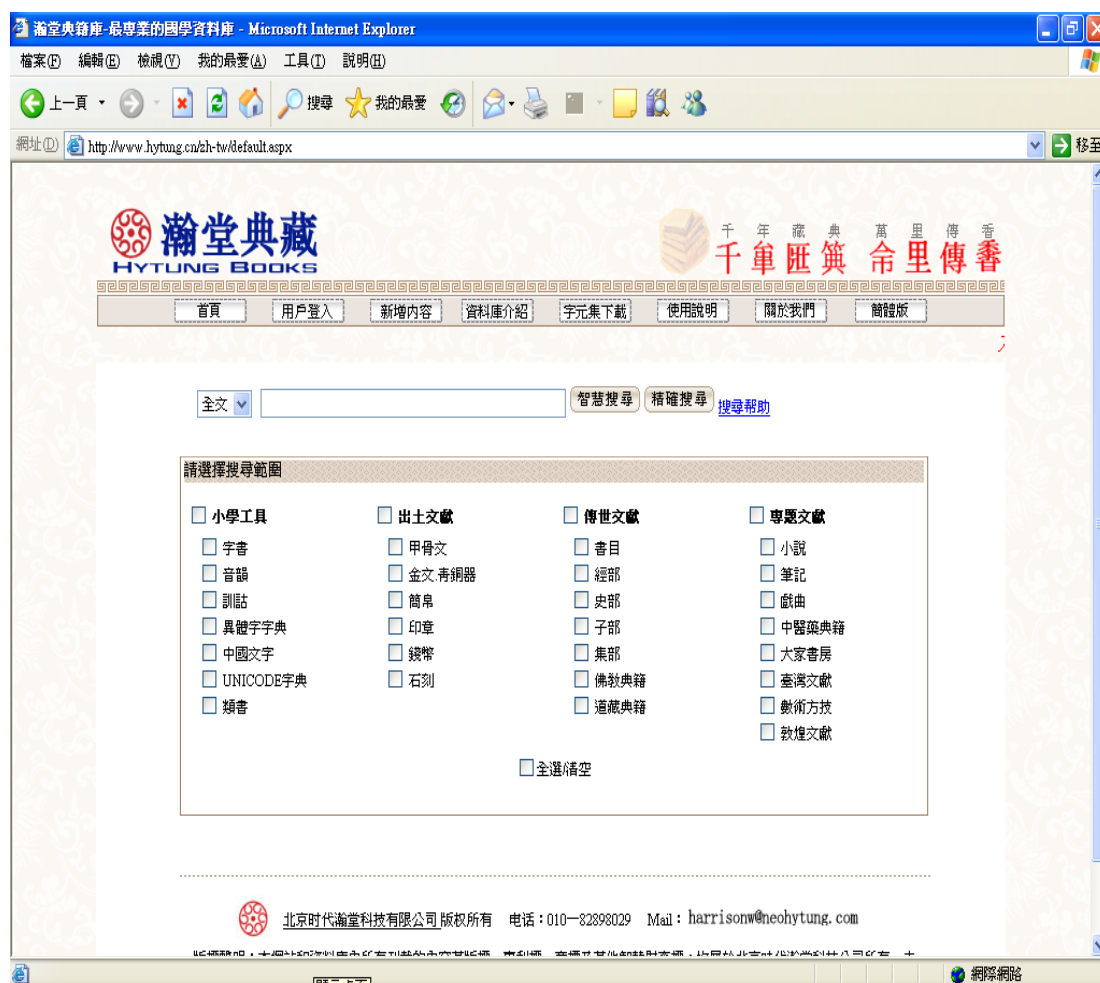 瀚堂典籍庫-最專業的國學資料庫 - Microsoft Internet Explorer
檔案(F) 編輯(E) 檢視(V) 我的最愛(A) 工具(T) 說明(H)
上一頁 搜尋 我的最愛
網址(D) http://www.hytung.cn/zh-tw/default.aspx 移至
瀚堂典藏
HYTUNG BOOKS
千年藏典 萬里傳香
首頁 用戶登入 新增內容 資料庫介紹 字元集下載 使用說明 關於我們 簡體版
全文 智慧搜尋 精確搜尋 搜尋帮助
請選擇搜尋範圍
小學工具 出土文獻 傳世文獻 專題文獻
字書 甲骨文 書目 小說
音韻 金文.青銅器 經部 筆記
訓詁 簡帛 史部 戲曲
異體字字典 印章 子部 中醫藥典籍
中國文字 錢幣 集部 大家書房
UNICODE字典 石刻 佛教典籍 臺灣文獻
類書 道藏典籍 數術方技
敦煌文獻
全選/清空
北京时代瀚堂科技有限公司 版权所有 电话：010—82898029 Mail：harrisonw@neohytung.com
網際網路